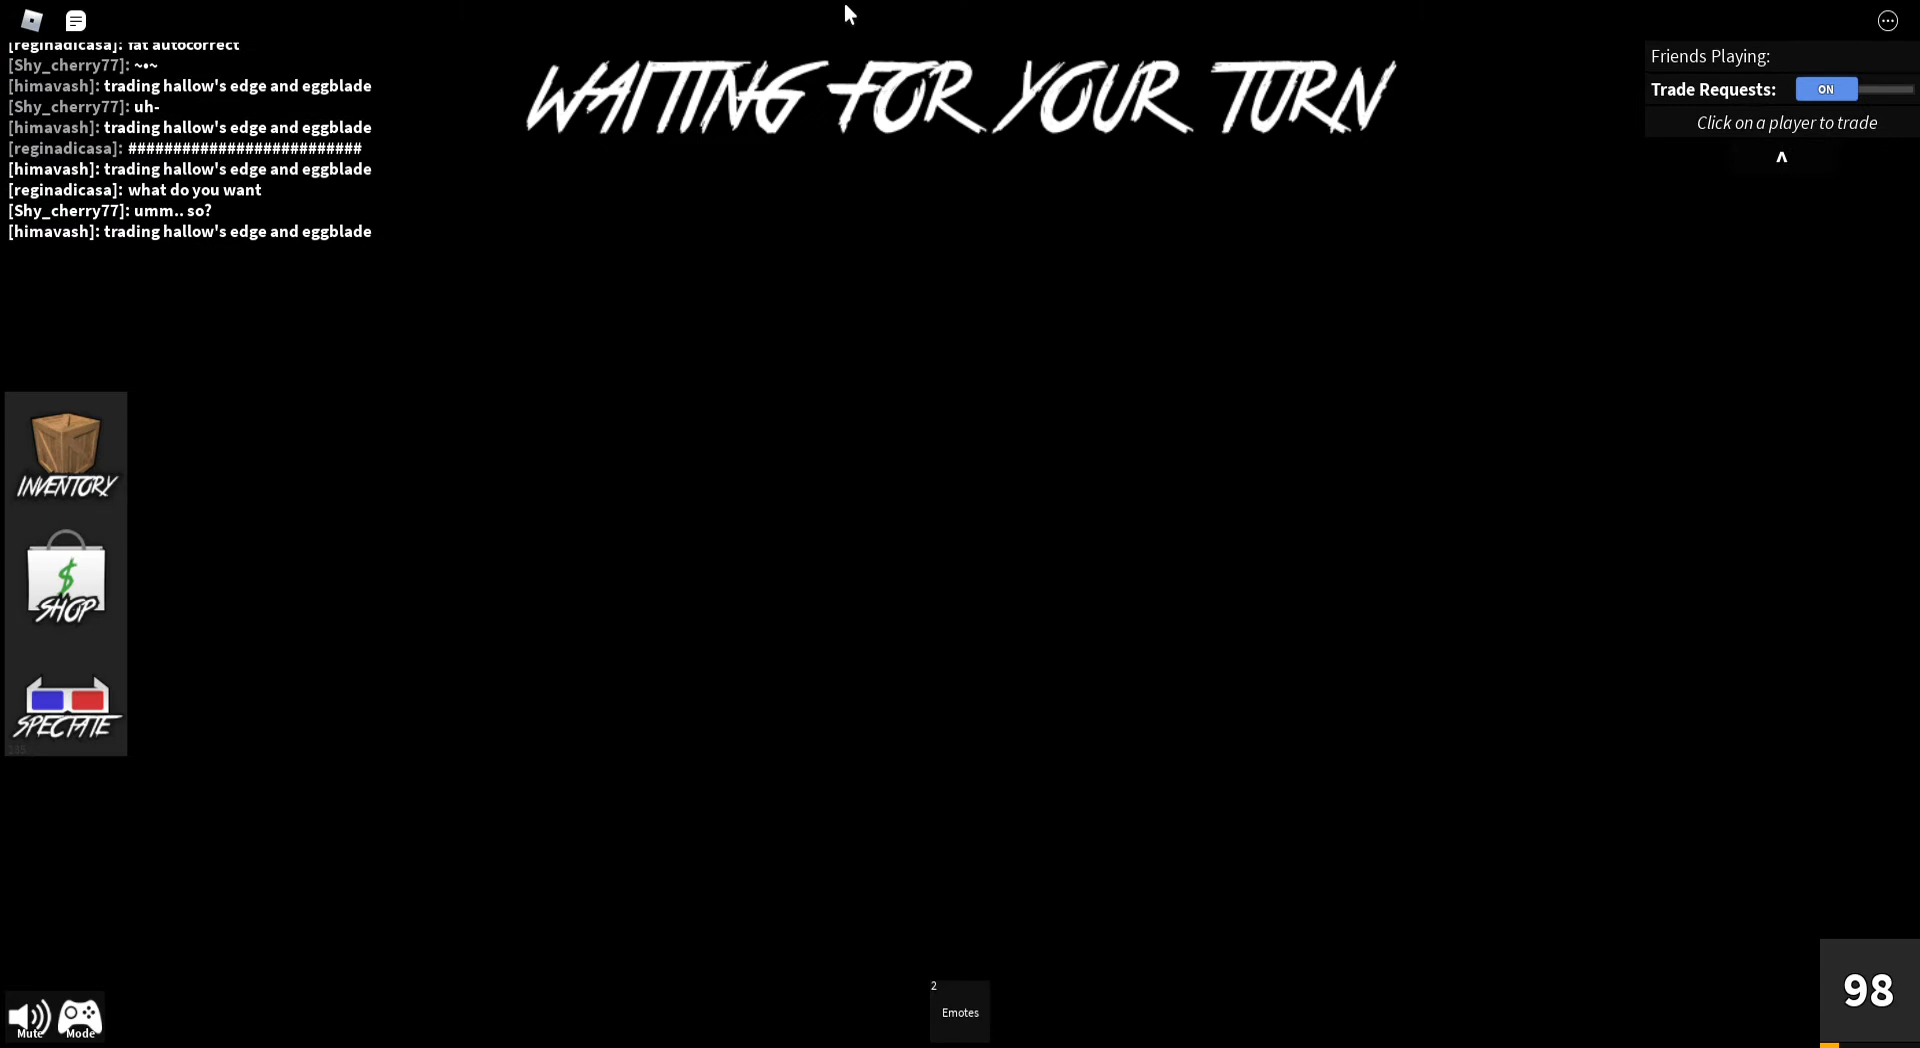 [reginadicasa]: fat autocorrect
[Shy_cherry77]: ~•~
[himavash]: trading hallow's edge and eggblade
[Shy_cherry77]: uh-
[himavash]: trading hallow's edge and eggblade
[reginadicasa]: ##########################
[himavash]: trading hallow's edge and eggblade
[reginadicasa]: what do you want
[Shy_cherry77]: umm.. so?
[himavash]: trading hallow's edge and eggblade
WAITING FOR YOUR TURN
Friends Playing:
Trade Requests: ON
Click on a player to trade
^
INVENTORY
$
SHOP
SPECTATE
235
Mute Mode
2
Emotes
98